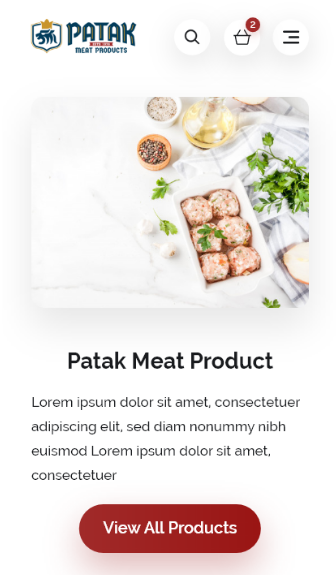 PATAK
MEAT PRODUCTS
2
Patak Meat Product
Lorem ipsum dolor sit amet, consectetuer
adipiscing elit, sed diam nonummy nibh
euismod Lorem ipsum dolor sit amet,
consectetuer
View All Products